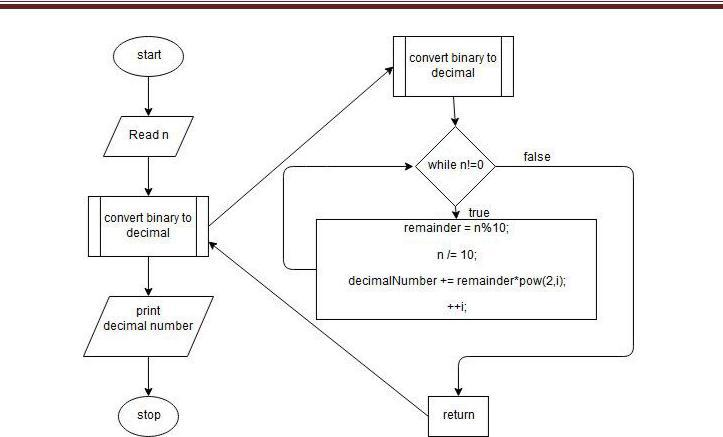 start
Read n
convert binary to
decimal
print
decimal number
stop
convert binary to
decimal
while n!=0
false
true
remainder = n%10;
n /= 10;
decimalNumber += remainder*pow(2,i);
++i;
return